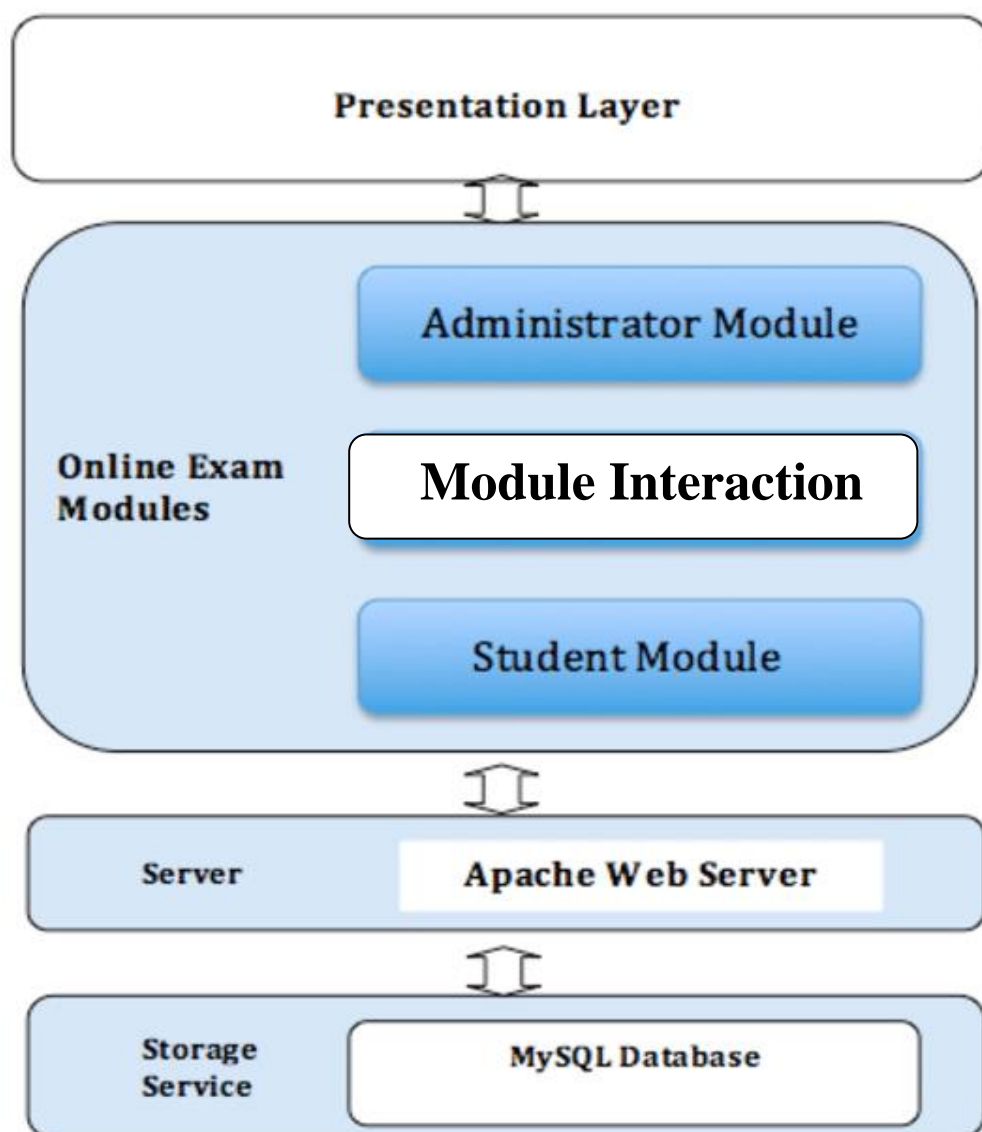 Presentation Layer
Administrator Module
Online Exam
Modules
Module Interaction
Student Module
Server
Apache Web Server
Storage
Service
MySQL Database